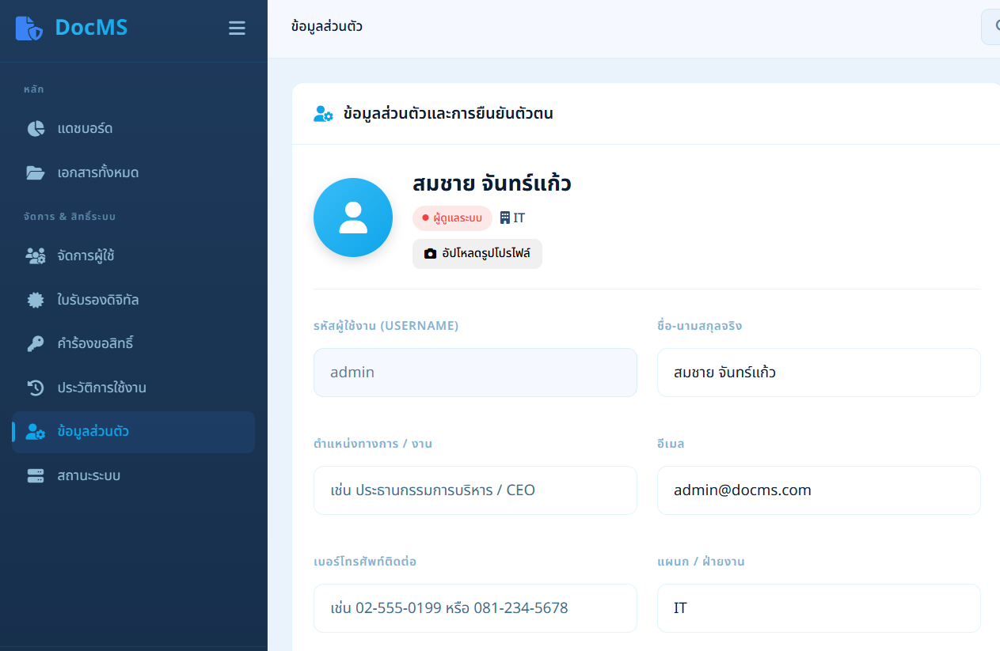 DocMS
หลัก
แดชบอร์ด
เอกสารทั้งหมด
จัดการ & สิทธิ์ระบบ
จัดการผู้ใช้
ใบรับรองดิจิทัล
คำร้องขอสิทธิ์
ประวัติการใช้งาน
ข้อมูลส่วนตัว
สถานะระบบ
ข้อมูลส่วนตัว
ข้อมูลส่วนตัวและการยืนยันตัวตน
สมชาย จันทร์แก้ว
ผู้ดูแลระบบ IT
อัปโหลดรูปโปรไฟล์
รหัสผู้ใช้งาน (USERNAME)
admin
ชื่อ-นามสกุลจริง
สมชาย จันทร์แก้ว
ตำแหน่งทางการ / งาน
เช่น ประธานกรรมการบริหาร / CEO
อีเมล
admin@docms.com
เบอร์โทรศัพท์ติดต่อ
เช่น 02-555-0199 หรือ 081-234-5678
แผนก / ฝ่ายงาน
IT